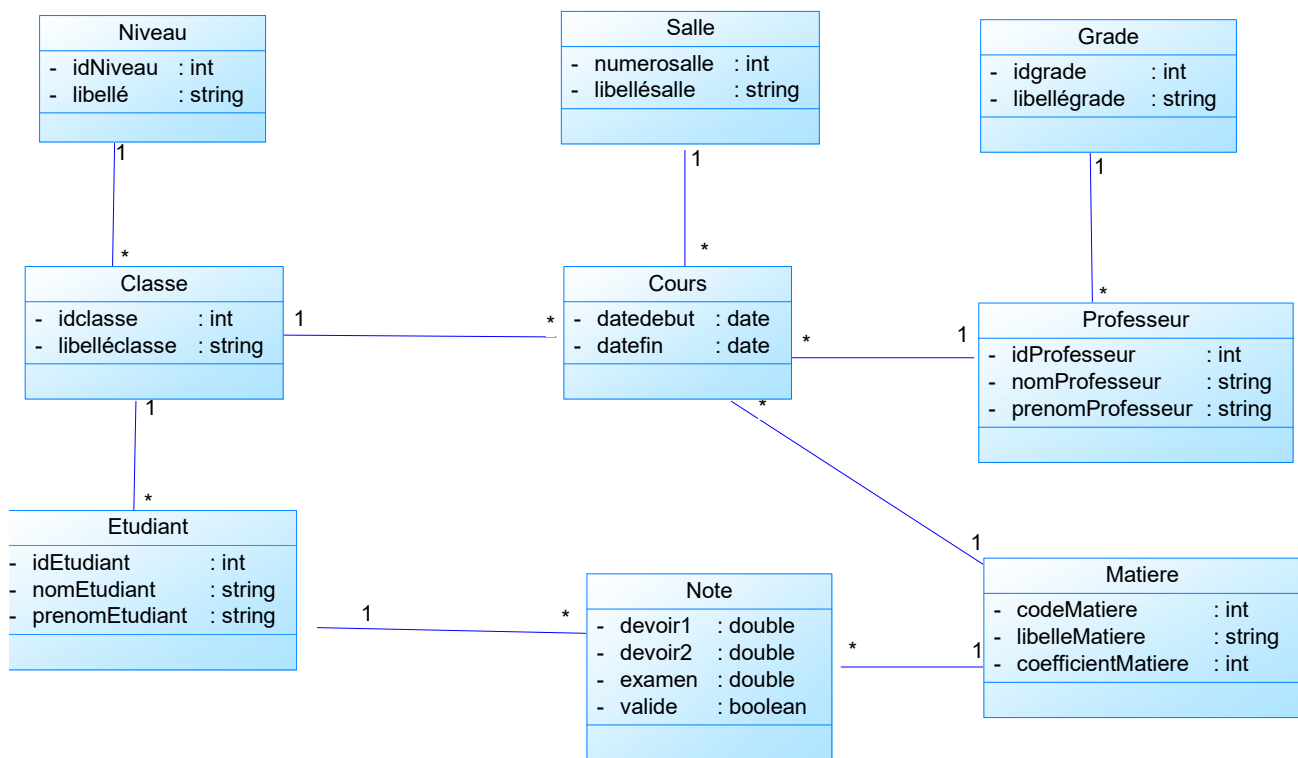 Niveau
- idNiveau : int
- libellé : string
1
*
Salle
- numerosalle : int
- libellésalle : string
1
*
Grade
- idgrade : int
- libellégrade : string
1
*
Classe
- idclasse : int
- libelléclasse : string
1
*
1
*
Cours
- datedebut : date
- datefin : date
*
1
*
1
Professeur
- idProfesseur : int
- nomProfesseur : string
- prenomProfesseur : string
Etudiant
- idEtudiant : int
- nomEtudiant : string
- prenomEtudiant : string
1
*
Note
- devoir1 : double
- devoir2 : double
- examen : double
- valide : boolean
*
1
Matiere
- codeMatiere : int
- libelleMatiere : string
- coefficientMatiere : int